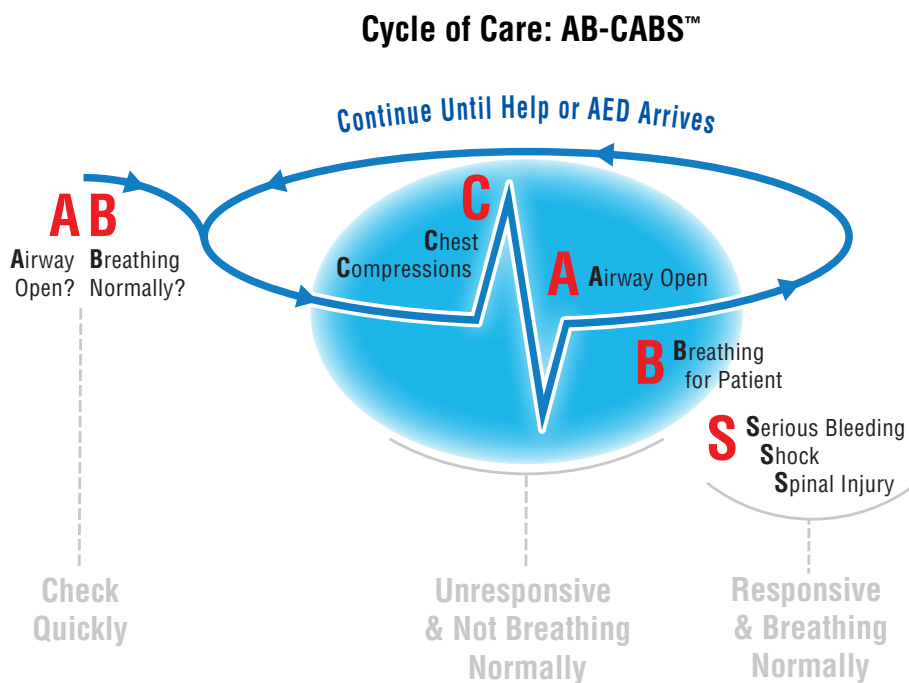 Cycle of Care: AB-CABS™
Continue Until Help or AED Arrives
A B
Airway
Open?
Breathing
Normally?
C
Chest
Compressions
A
Airway Open
B
Breathing
for Patient
S
Serious Bleeding
Shock
Spinal Injury
Check
Quickly
Unresponsive
& Not Breathing
Normally
Responsive
& Breathing
Normally